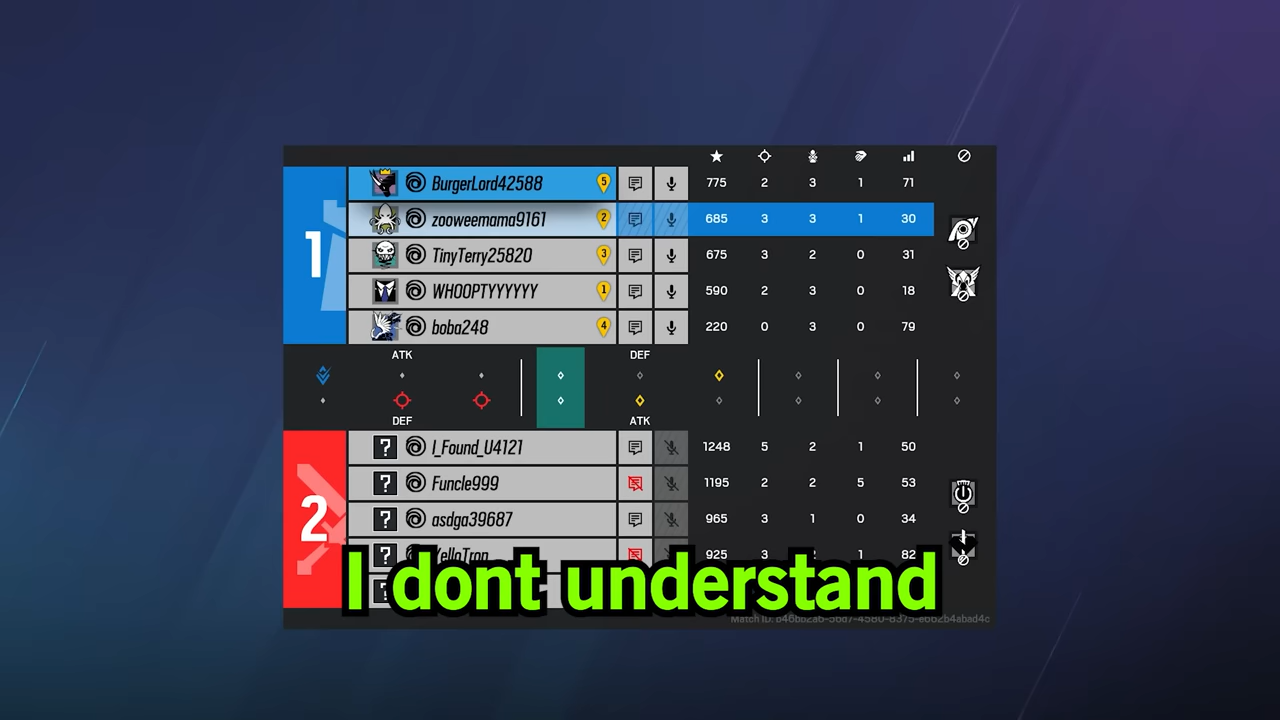 1
BurgerLord42588 5 775 2 3 1 71
zooweemama9161 2 685 3 3 1 30
TinyTerry25820 3 675 3 2 0 31
WHOOPTYYYYYY 1 590 2 3 0 18
boba248 4 220 0 3 0 79
ATK DEF
DEF ATK
2
? I_Found_U4121 1248 5 2 1 50
? Funcle999 1195 2 2 5 53
? asdga39687 965 3 1 0 34
? 925 3 1 82
I dont understand
Match ID: